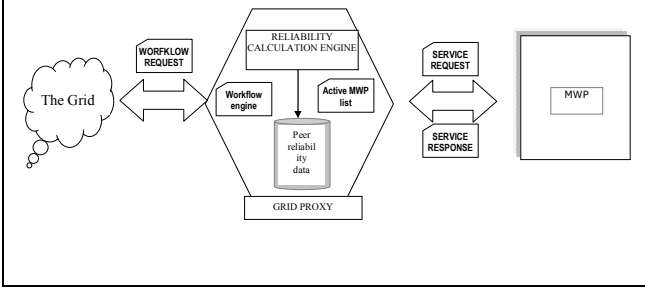 The Grid
WORFKLOW
REQUEST
RELIABILITY
CALCULATION ENGINE
Workflow
engine
Active MWP
list
Peer
reliabil
ity
data
GRID PROXY
SERVICE
REQUEST
SERVICE
RESPONSE
MWP